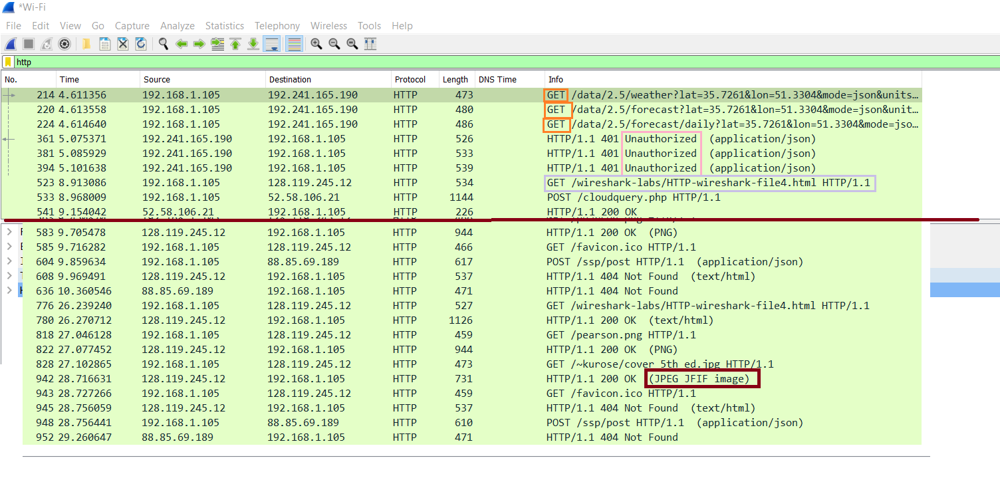 *Wi-Fi
File Edit View Go Capture Analyze Statistics Telephony Wireless Tools Help
http
No. Time Source Destination Protocol Length DNS Time Info
214 4.611356 192.168.1.105 192.241.165.190 HTTP 473 GET /data/2.5/weather?lat=35.7261&lon=51.3304&mode=json&units…
220 4.613558 192.168.1.105 192.241.165.190 HTTP 480 GET /data/2.5/forecast?lat=35.7261&lon=51.3304&mode=json&unit…
224 4.614640 192.168.1.105 192.241.165.190 HTTP 486 GET /data/2.5/forecast/daily?lat=35.7261&lon=51.3304&mode=jso…
361 5.075371 192.241.165.190 192.168.1.105 HTTP 526 HTTP/1.1 401 Unauthorized (application/json)
381 5.085929 192.241.165.190 192.168.1.105 HTTP 533 HTTP/1.1 401 Unauthorized (application/json)
394 5.101638 192.241.165.190 192.168.1.105 HTTP 539 HTTP/1.1 401 Unauthorized (application/json)
523 8.913086 192.168.1.105 128.119.245.12 HTTP 534 GET /wireshark-labs/HTTP-wireshark-file4.html HTTP/1.1
533 8.968009 192.168.1.105 52.58.106.21 HTTP 1144 POST /cloudquery.php HTTP/1.1
541 9.154042 52.58.106.21 192.168.1.105 HTTP 226 HTTP/1.1 200 OK
583 9.705478 128.119.245.12 192.168.1.105 HTTP 944 HTTP/1.1 200 OK (PNG)
585 9.716282 192.168.1.105 128.119.245.12 HTTP 466 GET /favicon.ico HTTP/1.1
604 9.859634 192.168.1.105 88.85.69.189 HTTP 617 POST /ssp/post HTTP/1.1 (application/json)
608 9.969491 128.119.245.12 192.168.1.105 HTTP 537 HTTP/1.1 404 Not Found (text/html)
636 10.360546 88.85.69.189 192.168.1.105 HTTP 471 HTTP/1.1 404 Not Found
776 26.239240 192.168.1.105 128.119.245.12 HTTP 527 GET /wireshark-labs/HTTP-wireshark-file4.html HTTP/1.1
780 26.270712 128.119.245.12 192.168.1.105 HTTP 1126 HTTP/1.1 200 OK (text/html)
818 27.046128 192.168.1.105 128.119.245.12 HTTP 459 GET /pearson.png HTTP/1.1
822 27.077452 128.119.245.12 192.168.1.105 HTTP 944 HTTP/1.1 200 OK (PNG)
828 27.102865 192.168.1.105 128.119.245.12 HTTP 473 GET /~kurose/cover_5th_ed.jpg HTTP/1.1
942 28.716631 128.119.245.12 192.168.1.105 HTTP 731 HTTP/1.1 200 OK (JPEG JFIF image)
943 28.727266 192.168.1.105 128.119.245.12 HTTP 459 GET /favicon.ico HTTP/1.1
945 28.756059 128.119.245.12 192.168.1.105 HTTP 537 HTTP/1.1 404 Not Found (text/html)
948 28.756441 192.168.1.105 88.85.69.189 HTTP 610 POST /ssp/post HTTP/1.1 (application/json)
952 29.260647 88.85.69.189 192.168.1.105 HTTP 471 HTTP/1.1 404 Not Found